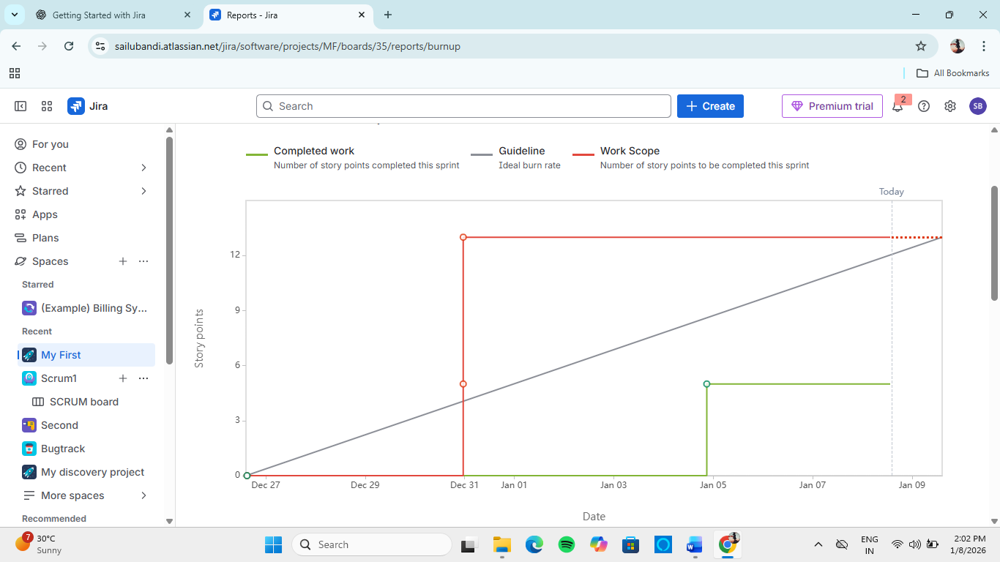 Getting Started with Jira
Reports - Jira
sailubandi.atlassian.net/jira/software/projects/MF/boards/35/reports/burnup
All Bookmarks
Jira
Search
Create
Premium trial
2
SB
For you
Recent
Starred
Apps
Plans
Spaces
Starred
(Example) Billing Sy...
Recent
My First
Scrum1
SCRUM board
Second
Bugtrack
My discovery project
More spaces
Recommended
Completed work
Number of story points completed this sprint
Guideline
Ideal burn rate
Work Scope
Number of story points to be completed this sprint
Today
12
9
6
3
0
Story points
Dec 27
Dec 29
Dec 31
Jan 01
Jan 03
Jan 05
Jan 07
Jan 09
Date
7
30°C
Sunny
Search
ENG
IN
2:02 PM
1/8/2026